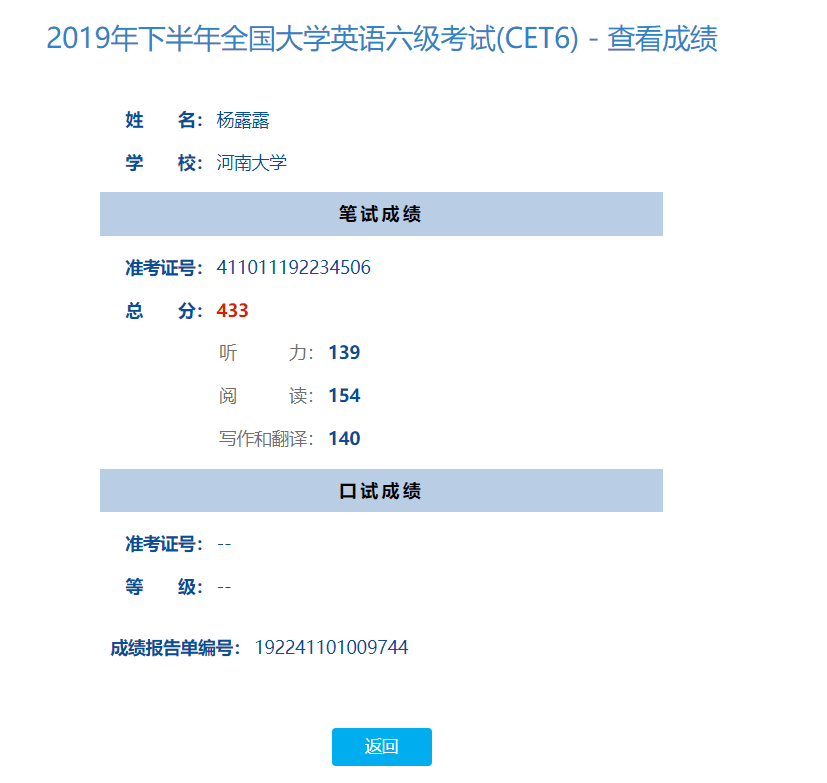 2019年下半年全国大学英语六级考试(CET6) - 查看成绩
姓 名： 杨露露
学 校： 河南大学
笔试成绩
准考证号： 411011192234506
总 分： 433
听 力： 139
阅 读： 154
写作和翻译： 140
口试成绩
准考证号： --
等 级： --
成绩报告单编号： 192241101009744
返回